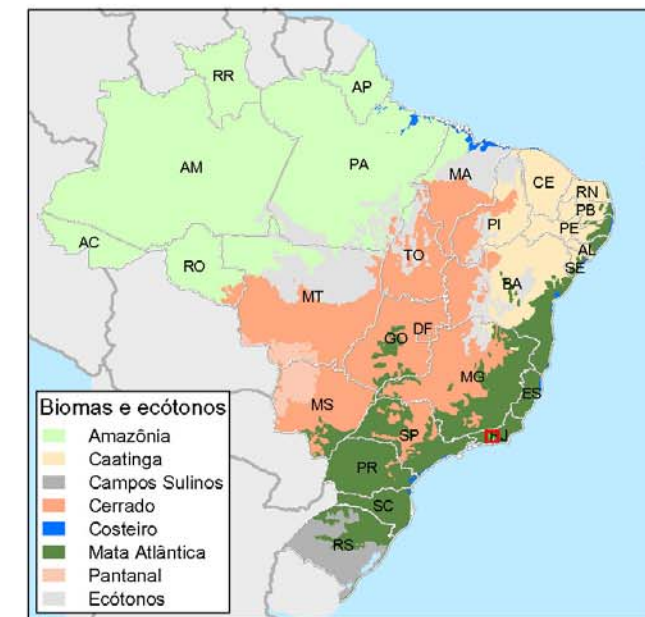 RR
AP
AM
PA
MA
CE
RN
PB
PI
PE
AC
AL
TO
SE
RO
BA
MT
DF
GO
MG
MS
ES
SP
PR
SC
RS
Biomas e ecótonos
Amazônia
Caatinga
Campos Sulinos
Cerrado
Costeiro
Mata Atlântica
Pantanal
Ecótonos